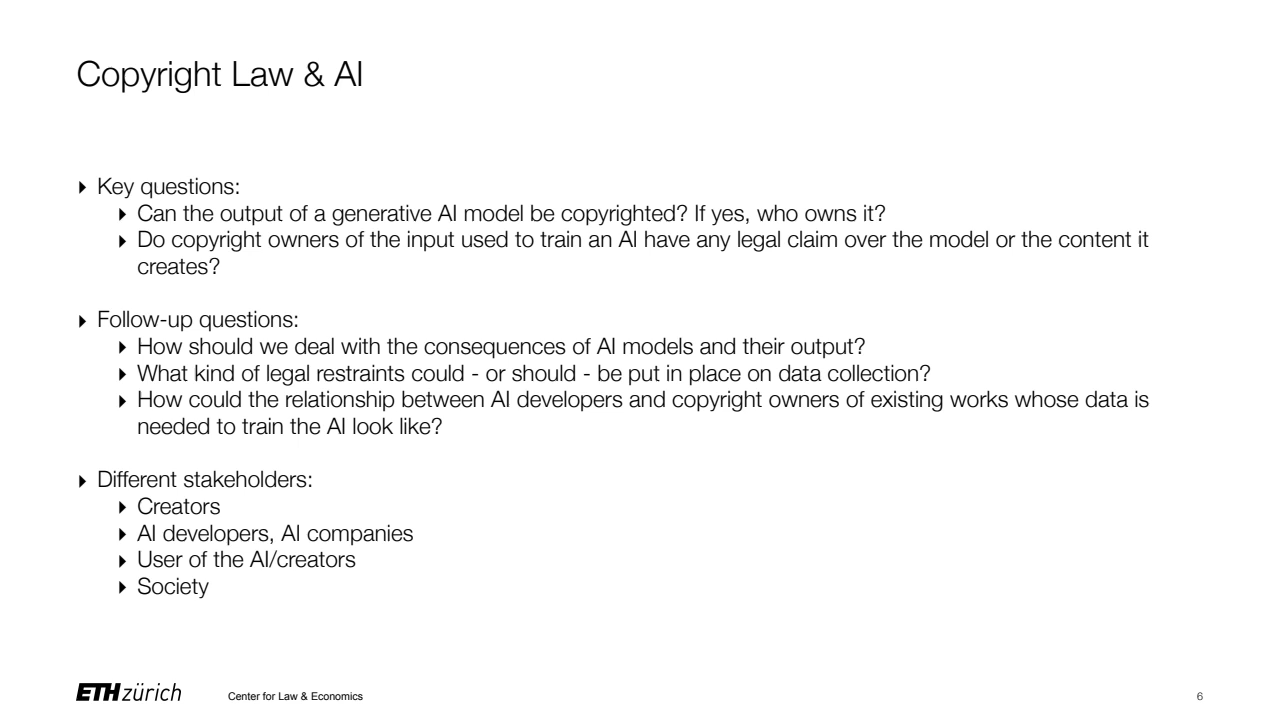 Copyright Law & AI
Key questions:
Can the output of a generative AI model be copyrighted? If yes, who owns it?
Do copyright owners of the input used to train an AI have any legal claim over the model or the content it
creates?
Follow-up questions:
How should we deal with the consequences of AI models and their output?
What kind of legal restraints could - or should - be put in place on data collection?
How could the relationship between AI developers and copyright owners of existing works whose data is
needed to train the AI look like?
Different stakeholders:
Creators
AI developers, AI companies
User of the AI/creators
Society
ETH zürich
Center for Law & Economics
6